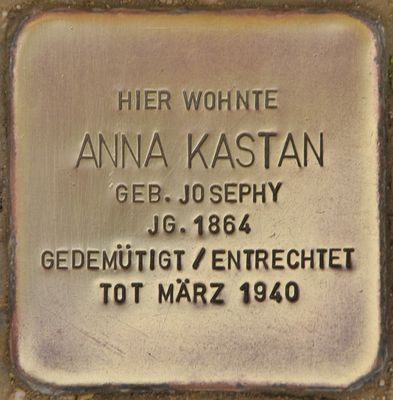 HIER WOHNTE
ANNA KASTAN
GEB. JOSEPHY
JG. 1864
GEDEMÜTIGT / ENTRECHTET
TOT MÄRZ 1940